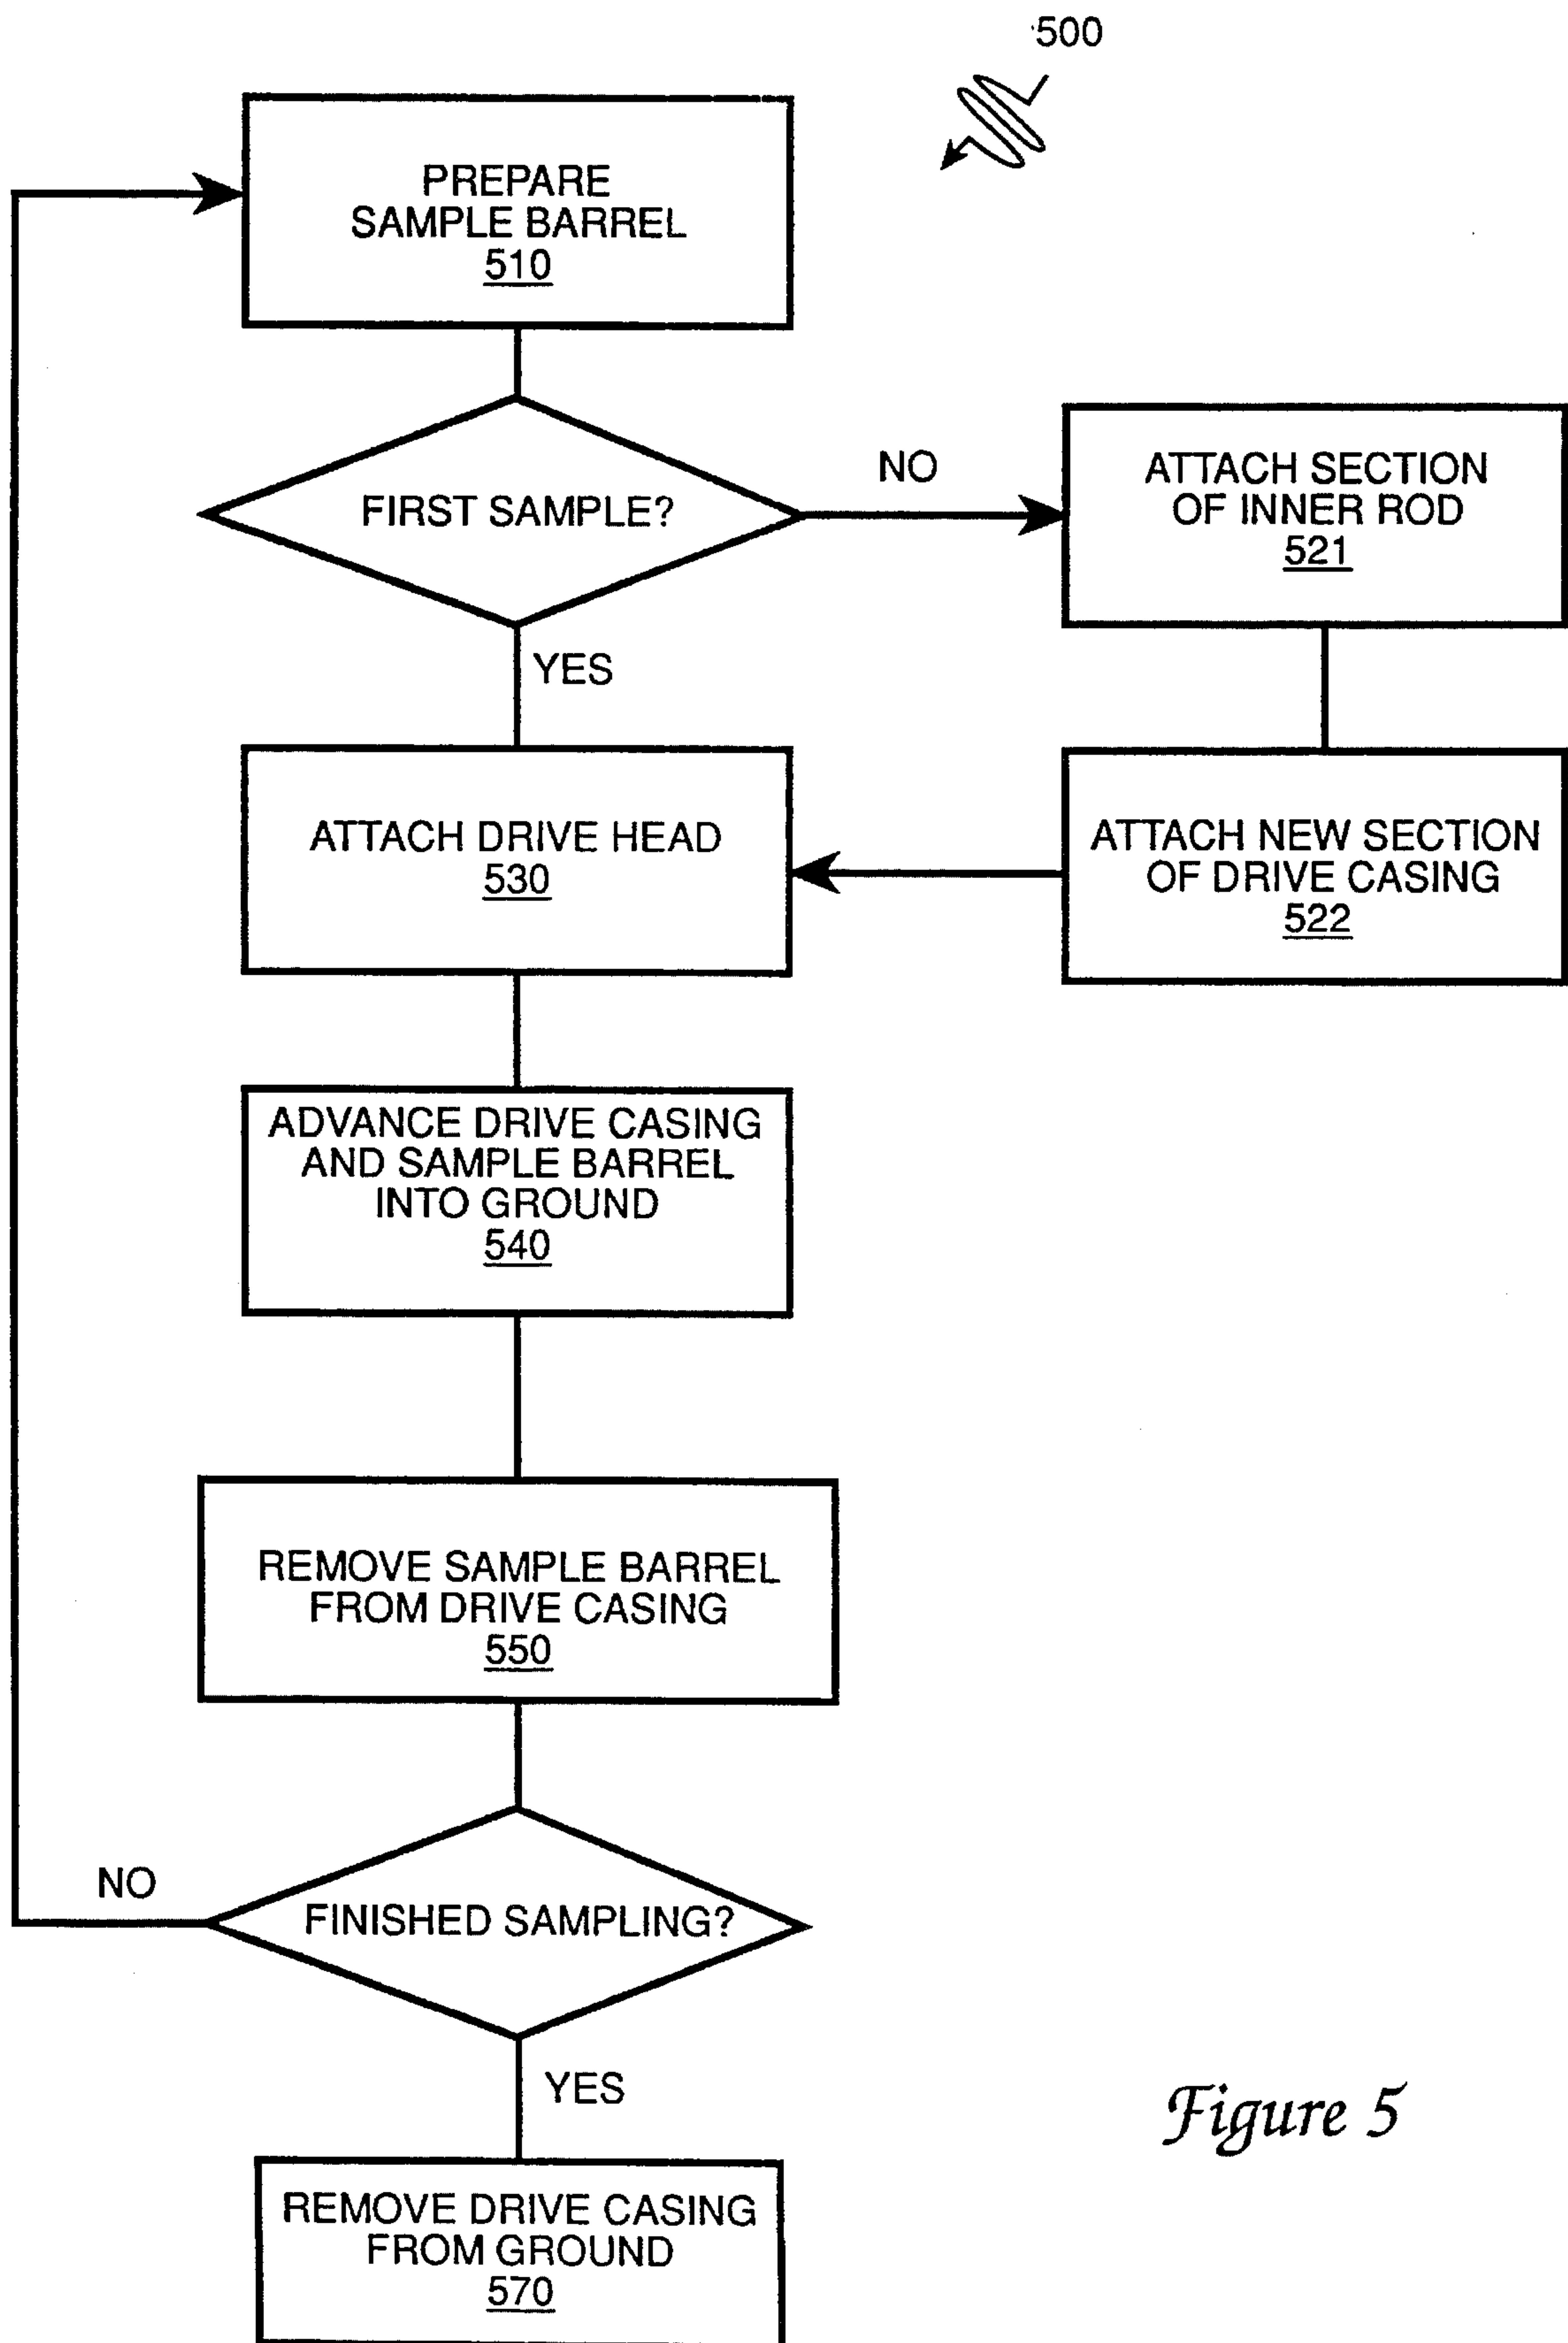 500
PREPARE
SAMPLE BARREL
510
FIRST SAMPLE?
NO
ATTACH SECTION
OF INNER ROD
521
YES
ATTACH DRIVE HEAD
530
ATTACH NEW SECTION
OF DRIVE CASING
522
ADVANCE DRIVE CASING
AND SAMPLE BARREL
INTO GROUND
540
REMOVE SAMPLE BARREL
FROM DRIVE CASING
550
NO
FINISHED SAMPLING?
YES
REMOVE DRIVE CASING
FROM GROUND
570
Figure 5